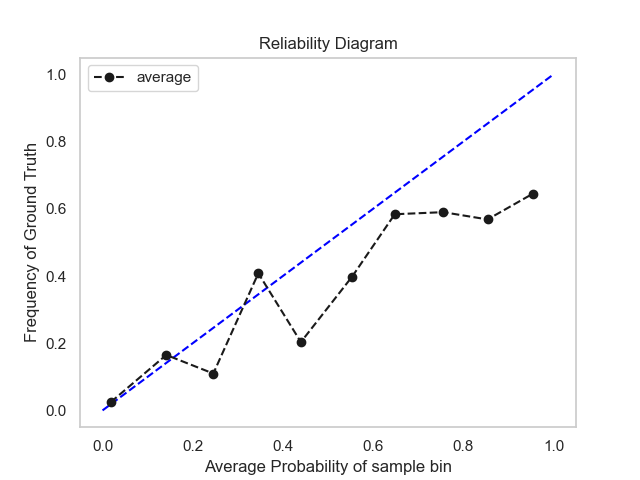 Reliability Diagram
average
Frequency of Ground Truth
1.0
0.8
0.6
0.4
0.2
0.0
0.0 0.2 0.4 0.6 0.8 1.0
Average Probability of sample bin